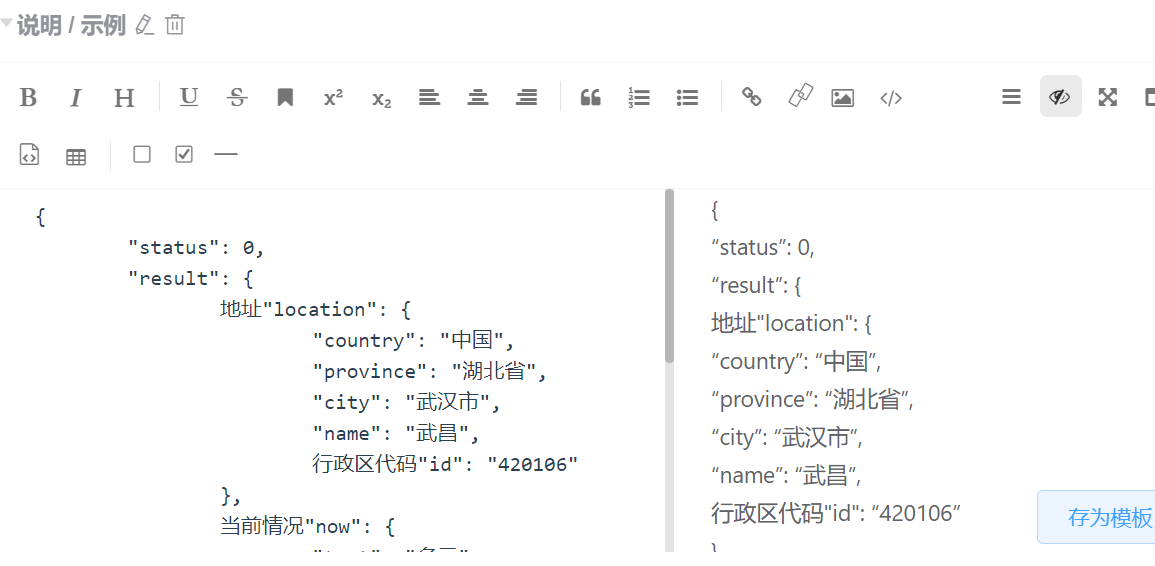 说明 / 示例
B I H U S x² x₂
{
"status": 0,
"result": {
地址"location": {
"country": "中国",
"province": "湖北省",
"city": "武汉市",
"name": "武昌",
行政区代码"id": "420106"
},
当前情况"now": {
{
“status”: 0,
“result”: {
地址"location": {
“country”: “中国”,
“province”: “湖北省”,
“city”: “武汉市”,
“name”: “武昌”,
行政区代码"id": “420106”
}
存为模板